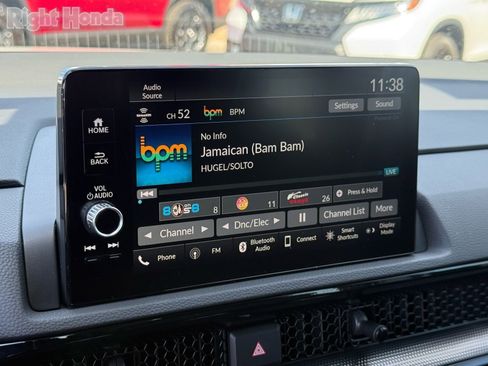 Right Honda
11:38
Audio
Source
CH 52 bpm BPM
Settings
Sound
HOME
BACK
VOL
AUDIO
bpm
No Info
Jamaican (Bam Bam)
HUGEL/SOLTO
LIVE
8
11
26
Press & Hold
Channel
Dnc/Elec
Channel List
More
Phone
FM
Bluetooth
Audio
Connect
Smart
Shortcuts
Display
Mode